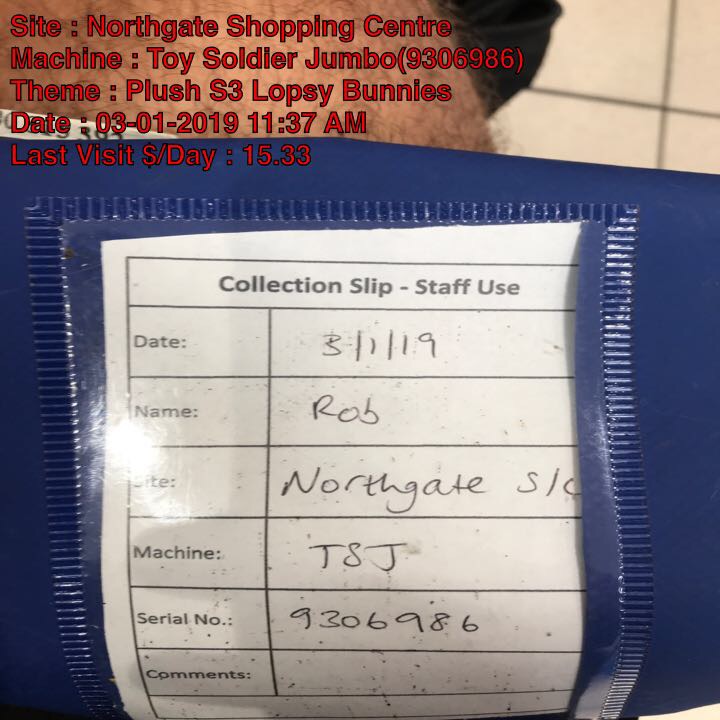 Site : Northgate Shopping Centre
Machine : Toy Soldier Jumbo(9306986)
Theme : Plush S3 Lopsy Bunnies
Date : 03-01-2019 11:37 AM
Last Visit $/Day : 15.33
Collection Slip - Staff Use
Date: 3/1/19
Name: Rob
Site: Northgate S/C
Machine: TSJ
Serial No.: 9306986
Comments: